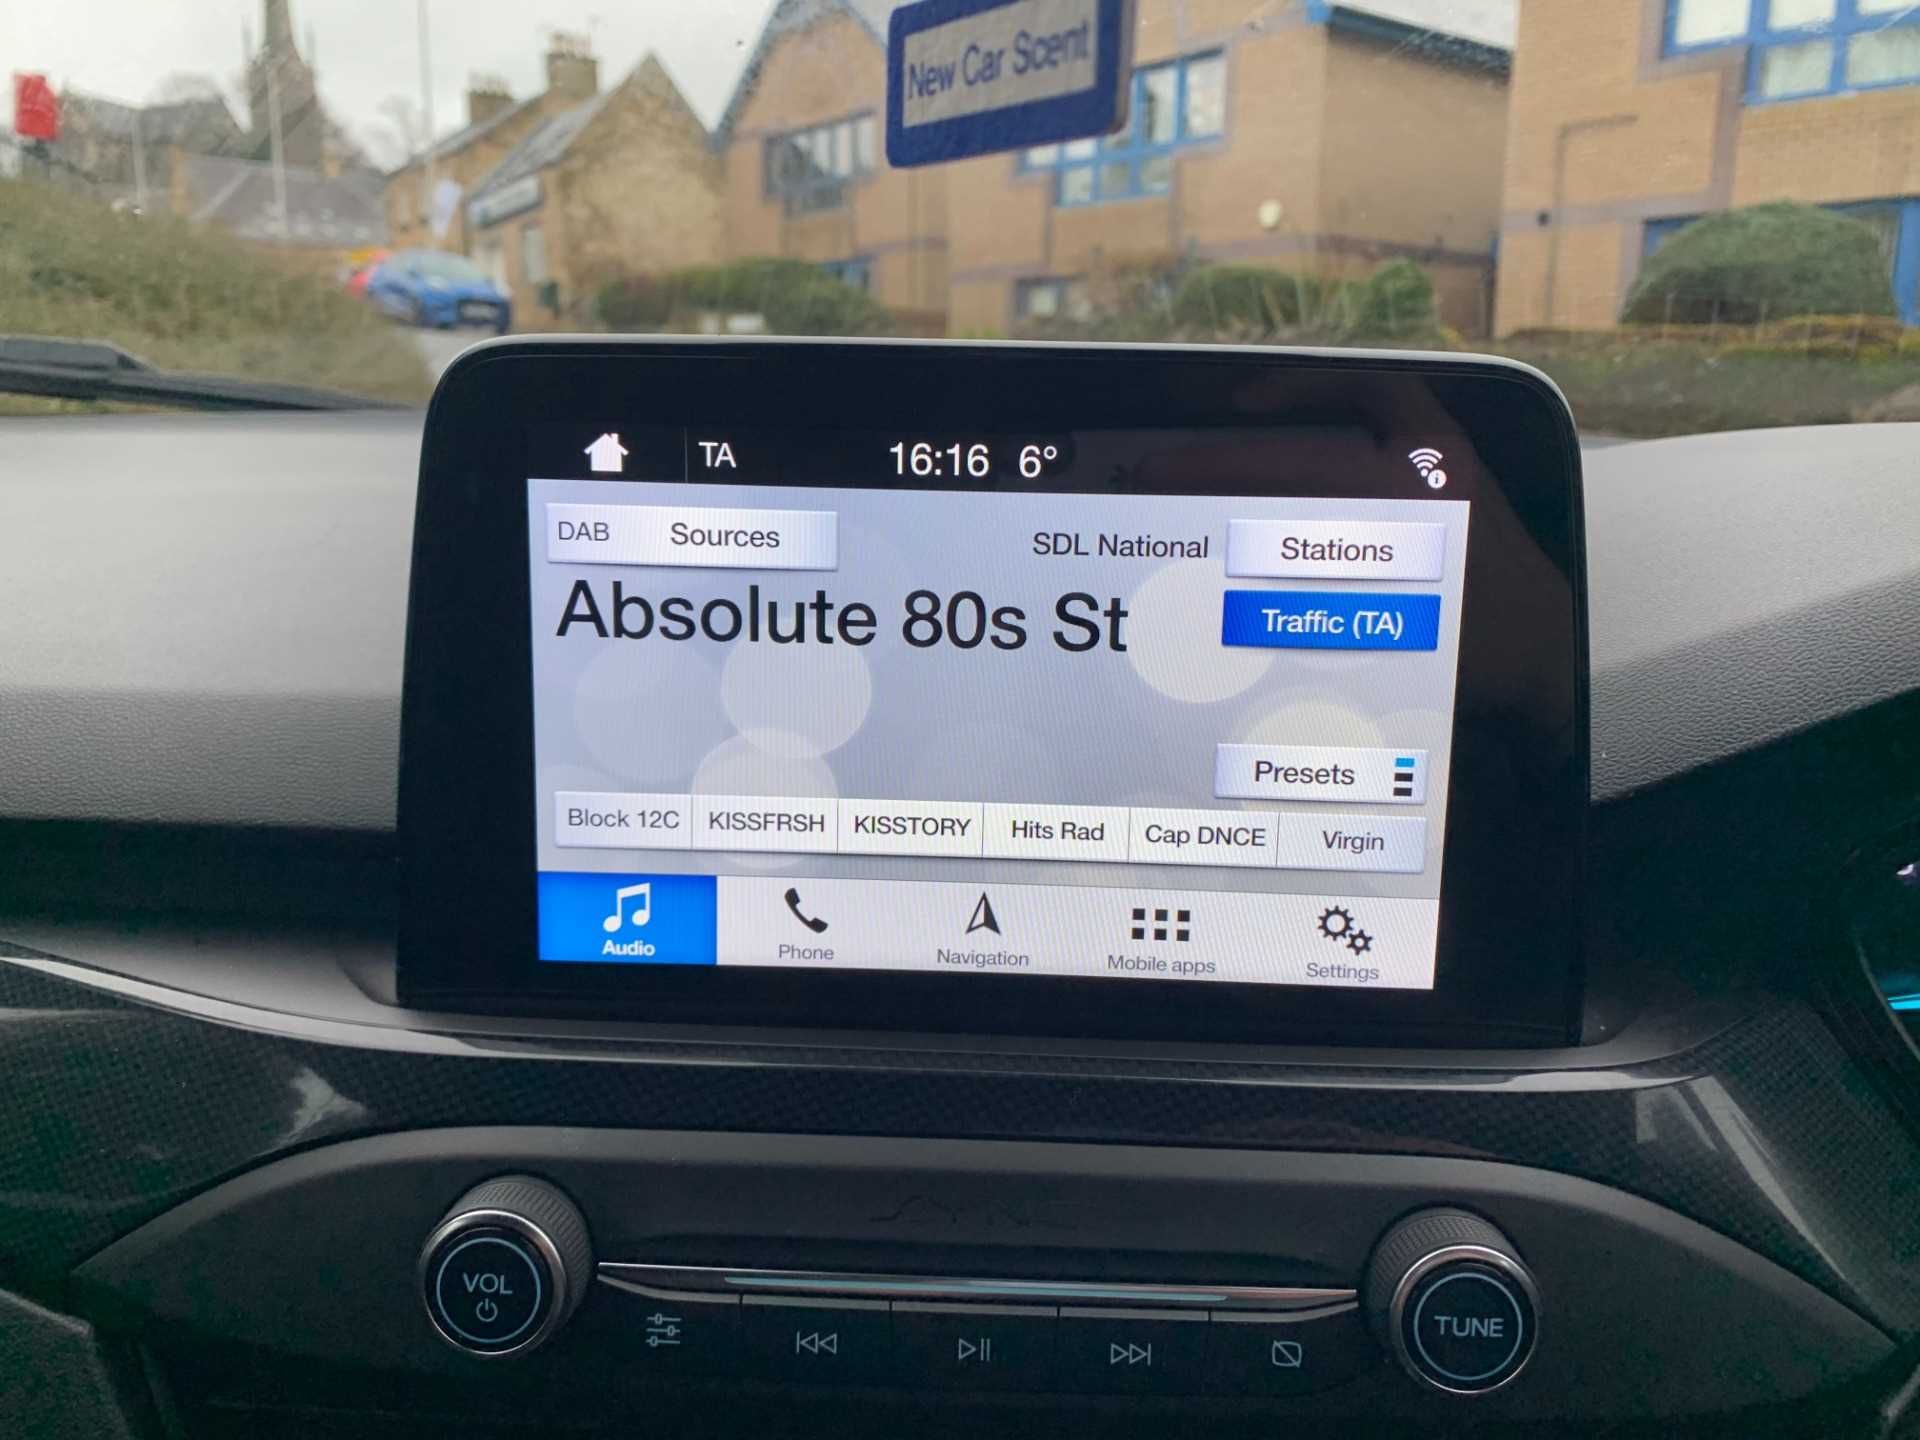 New Car Scent
TA 16:16 6°
DAB Sources SDL National Stations
Absolute 80s St Traffic (TA)
Presets
Block 12C KISSFRSH KISSTORY Hits Rad Cap DNCE Virgin
Audio Phone Navigation Mobile apps Settings
VOL TUNE